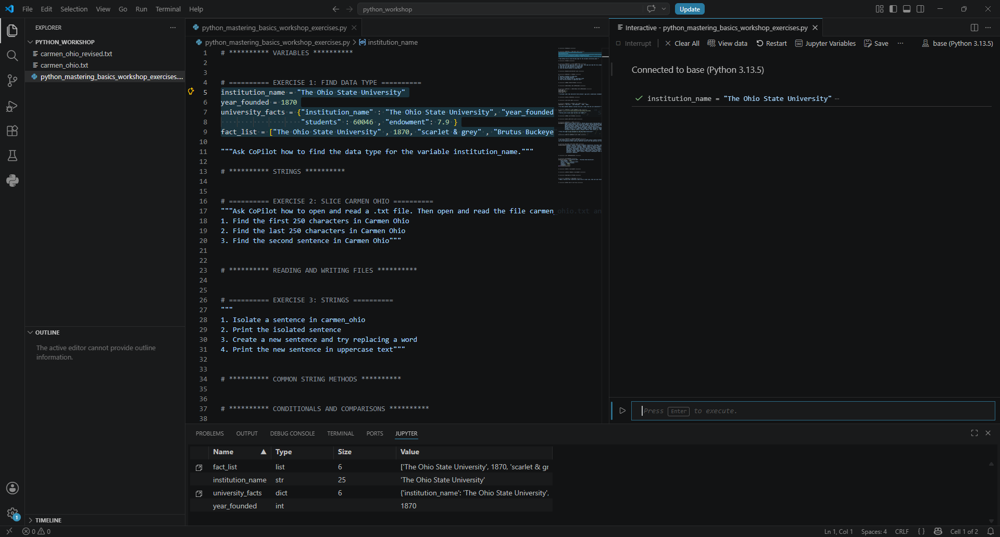 File Edit Selection View Go Run Terminal Help
python_workshop
Update
EXPLORER
PYTHON_WORKSHOP
carmen_ohio_revised.txt
carmen_ohio.txt
python_mastering_basics_workshop_exercises....
OUTLINE
The active editor cannot provide outline
information.
TIMELINE
python_mastering_basics_workshop_exercises.py
python_mastering_basics_workshop_exercises.py > institution_name
1 # ********** VARIABLES **********
2
3
4 # ========== EXERCISE 1: FIND DATA TYPE ==========
5 institution_name = "The Ohio State University"
6 year_founded = 1870
7 university_facts = {"institution_name" : "The Ohio State University", "year_founded
8 "students" : 60046 , "endowment": 7.9 }
9 fact_list = ["The Ohio State University" , 1870, "scarlet & grey" , "Brutus Buckeye
10
11 """Ask CoPilot how to find the data type for the variable institution_name."""
12
13 # ********** STRINGS **********
14
15
16 # ========== EXERCISE 2: SLICE CARMEN OHIO ==========
17 """Ask CoPilot how to open and read a .txt file. Then open and read the file carmen_ohio.txt an
18 1. Find the first 250 characters in Carmen Ohio
19 2. Find the last 250 characters in Carmen Ohio
20 3. Find the second sentence in Carmen Ohio"""
21
22
23 # ********** READING AND WRITING FILES **********
24
25
26 # ========== EXERCISE 3: STRINGS ==========
27 """
28 1. Isolate a sentence in carmen_ohio
29 2. Print the isolated sentence
30 3. Create a new sentence and try replacing a word
31 4. Print the new sentence in uppercase text"""
32
33
34 # ********** COMMON STRING METHODS **********
35
36
37 # ********** CONDITIONALS AND COMPARISONS **********
38
Interactive - python_mastering_basics_workshop_exercises.py
Interrupt Clear All View data Restart Jupyter Variables Save ... base (Python 3.13.5)
Connected to base (Python 3.13.5)
institution_name = "The Ohio State University" ...
Press Enter to execute.
PROBLEMS OUTPUT DEBUG CONSOLE TERMINAL PORTS JUPYTER
Name Type Size Value
fact_list list 6 ['The Ohio State University', 1870, 'scarlet & gr
institution_name str 25 'The Ohio State University'
university_facts dict 6 {'institution_name': 'The Ohio State University',
year_founded int 1870
1
0 0
Ln 1, Col 1 Spaces: 4 CRLF { } Cell 1 of 2